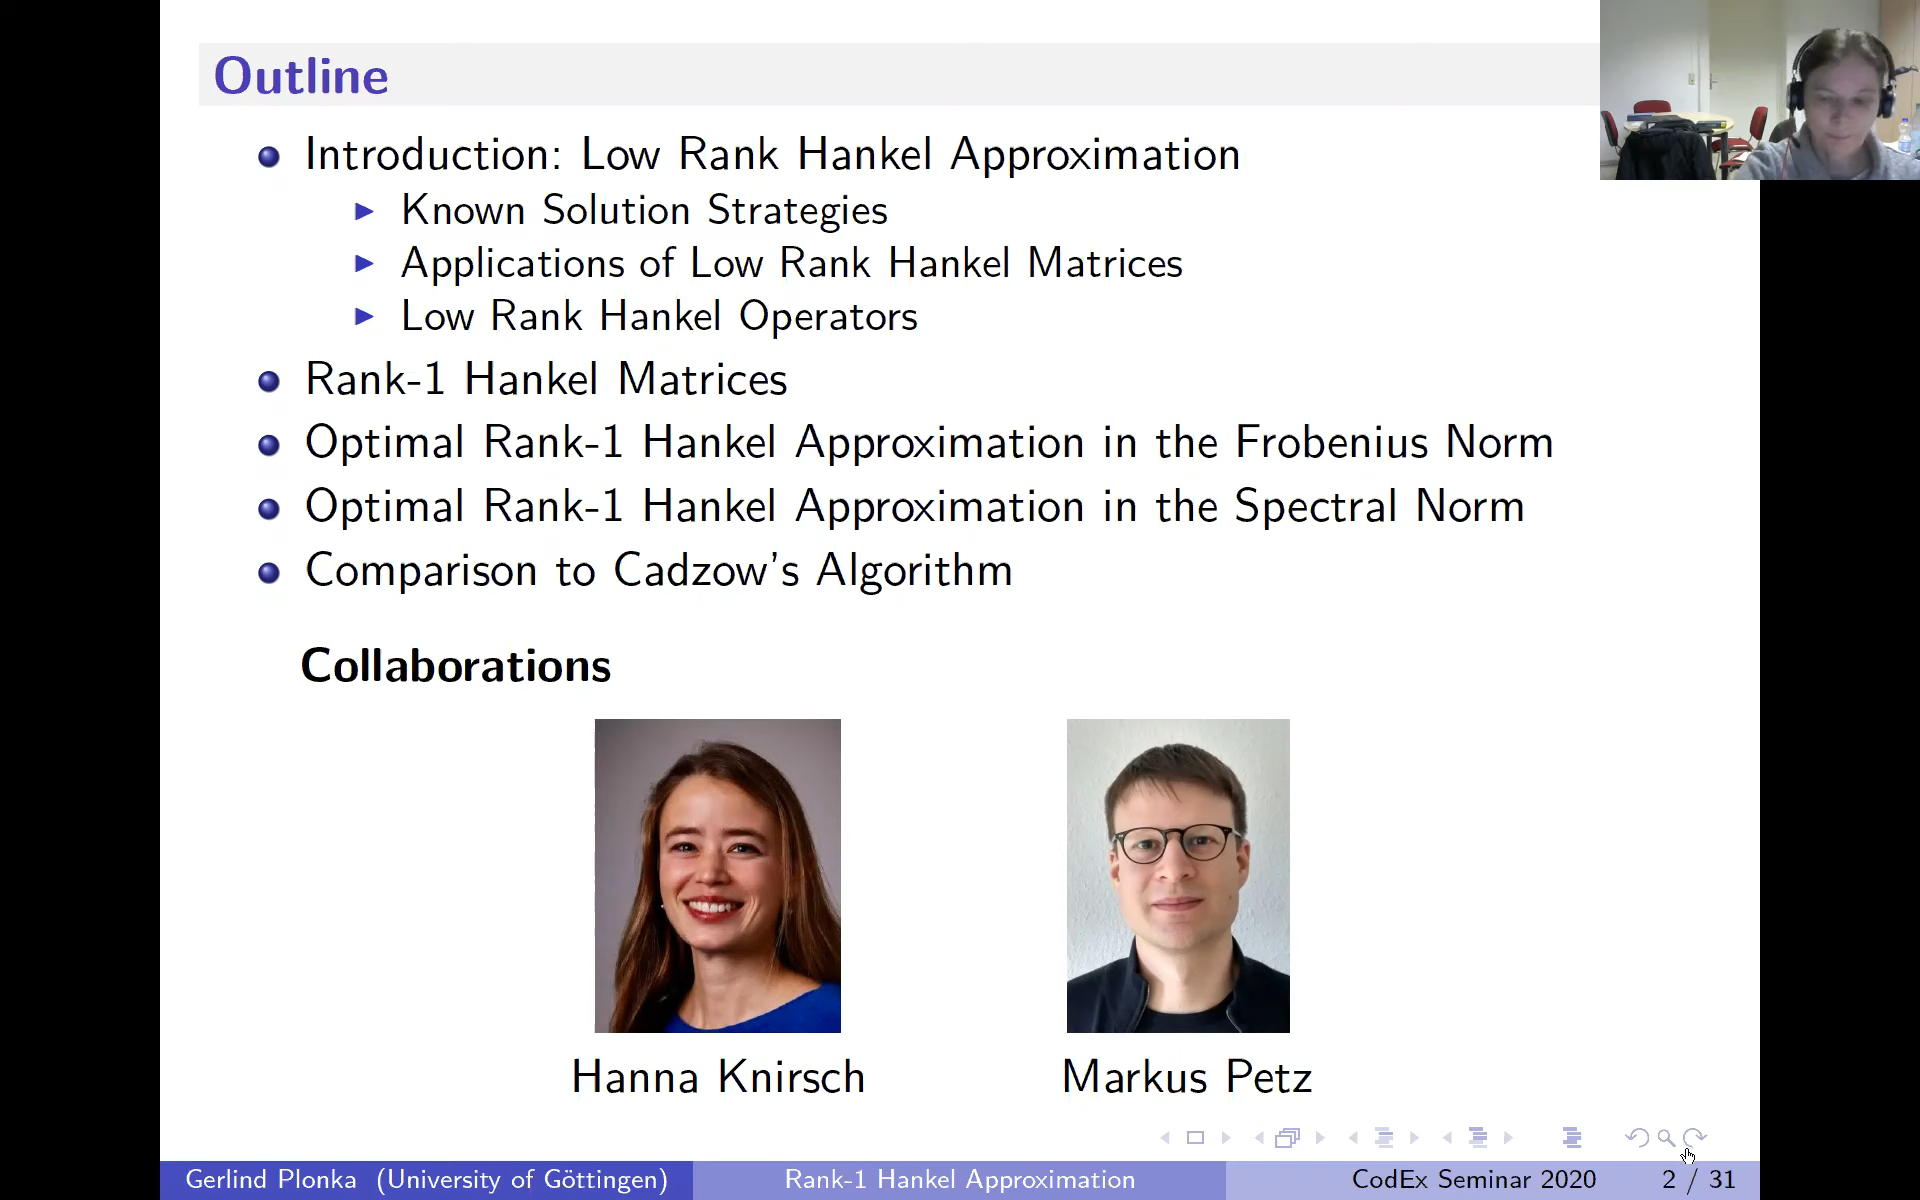 Outline
Introduction: Low Rank Hankel Approximation
Known Solution Strategies
Applications of Low Rank Hankel Matrices
Low Rank Hankel Operators
Rank-1 Hankel Matrices
Optimal Rank-1 Hankel Approximation in the Frobenius Norm
Optimal Rank-1 Hankel Approximation in the Spectral Norm
Comparison to Cadzow's Algorithm
Collaborations
Hanna Knirsch
Markus Petz
Gerlind Plonka (University of Göttingen)
Rank-1 Hankel Approximation
CodEx Seminar 2020
2 / 31